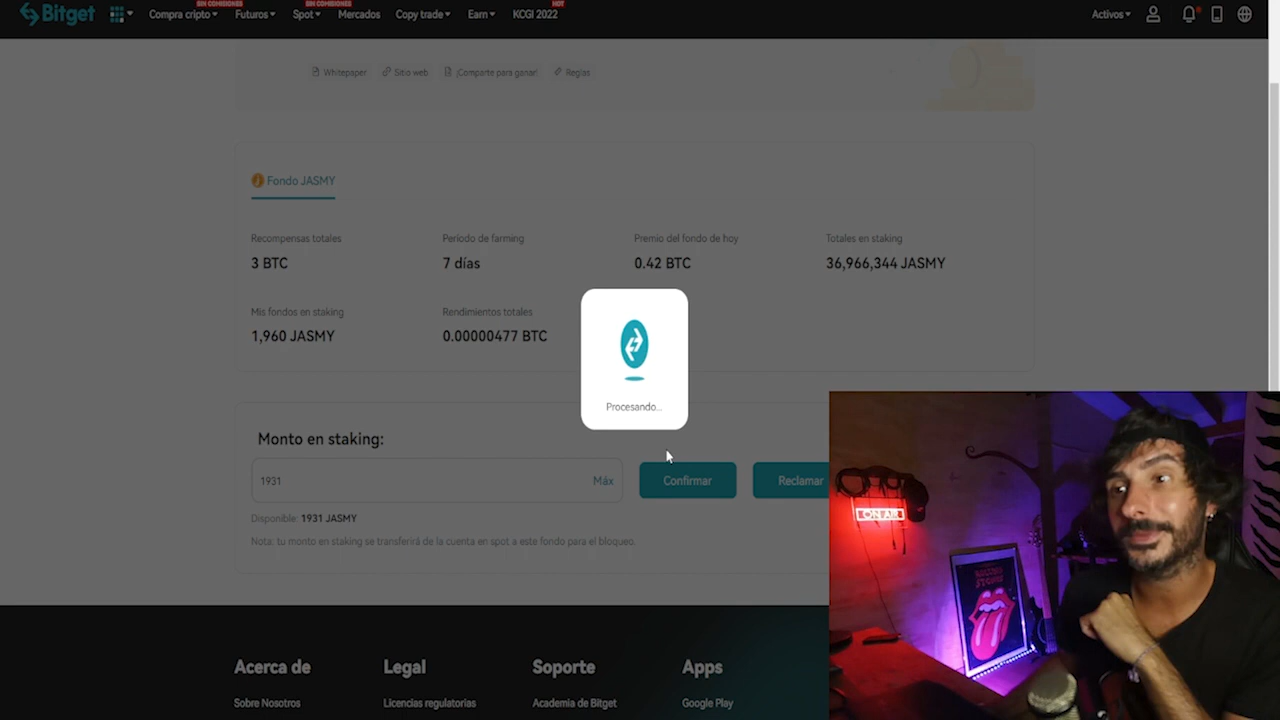 Bitget
SIN COMISIONES
SIN COMISIONES
HOT
Compra cripto
Futuros
Spot
Mercados
Copy trade
Earn
KCGI 2022
Activos
Whitepaper
Sitio web
¡Comparte para ganar!
Reglas
Fondo JASMY
Recompensas totales
Período de farming
Premio del fondo de hoy
Totales en staking
3 BTC
7 días
0.42 BTC
36,966,344 JASMY
Mis fondos en staking
Rendimientos totales
1,960 JASMY
0.00000477 BTC
Procesando...
Monto en staking:
1931
Máx
Confirmar
Reclamar
Disponible: 1931 JASMY
Nota: tu monto en staking se transferirá de la cuenta en spot a este fondo para el bloqueo.
ON AIR
Acerca de
Legal
Soporte
Apps
Sobre Nosotros
Licencias regulatorias
Academia de Bitget
Google Play